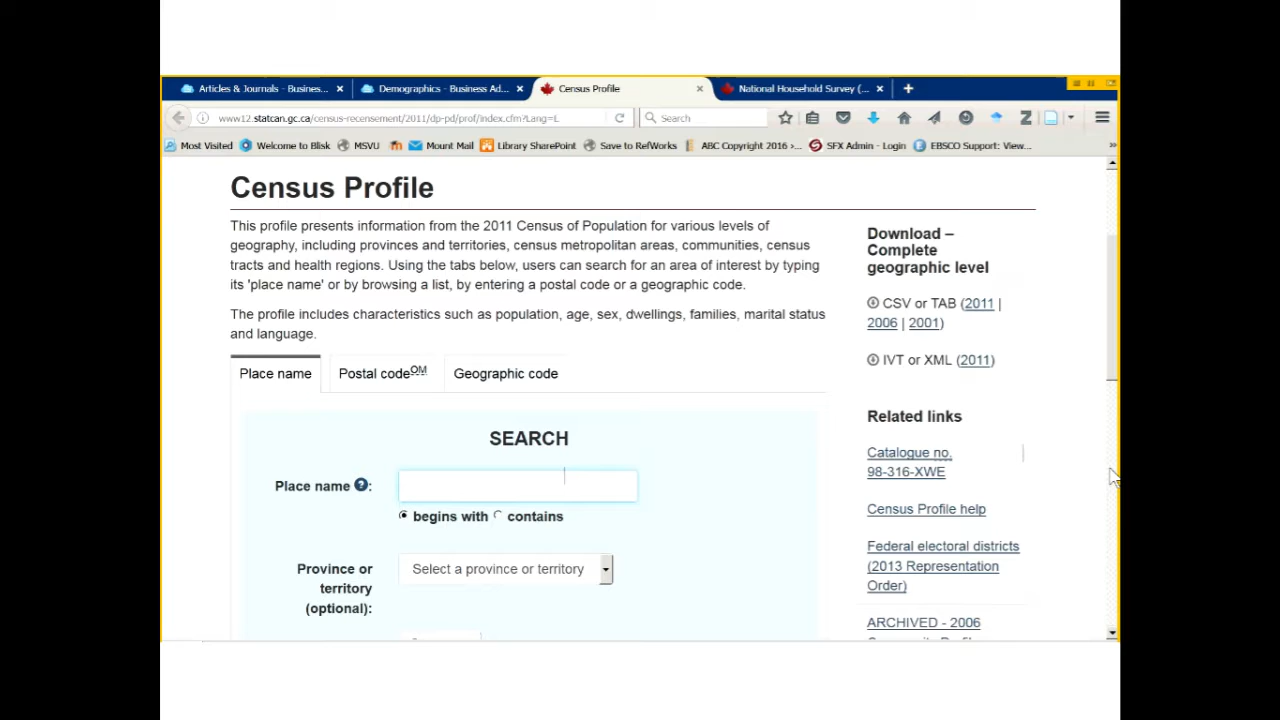 Articles & Journals - Busines...
Demographics - Business Ad...
Census Profile
National Household Survey (...
www12.statcan.gc.ca/census-recensement/2011/dp-pd/prof/index.cfm?Lang=E
Search
Most Visited
Welcome to Blisk
MSVU
Mount Mail
Library SharePoint
Save to RefWorks
ABC Copyright 2016 ›...
SFX Admin - Login
EBSCO Support: View...
Census Profile
This profile presents information from the 2011 Census of Population for various levels of
geography, including provinces and territories, census metropolitan areas, communities, census
tracts and health regions. Using the tabs below, users can search for an area of interest by typing
its 'place name' or by browsing a list, by entering a postal code or a geographic code.
The profile includes characteristics such as population, age, sex, dwellings, families, marital status
and language.
Place name
Postal codeOM
Geographic code
SEARCH
Place name ?:
begins with
contains
Province or
territory
(optional):
Select a province or territory
Download –
Complete
geographic level
CSV or TAB (2011 |
2006 | 2001)
IVT or XML (2011)
Related links
Catalogue no.
98-316-XWE
Census Profile help
Federal electoral districts
(2013 Representation
Order)
ARCHIVED - 2006